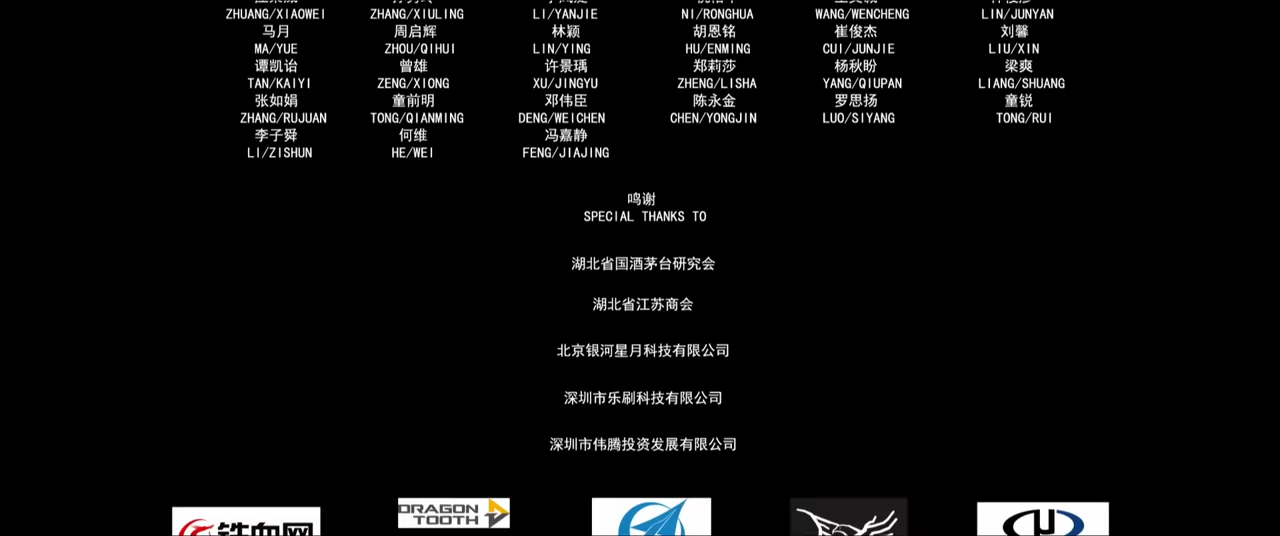 ZHUANG/XIAOWEI ZHANG/XIULING LI/YANJIE NI/RONGHUA WANG/WENCHENG LIN/JUNYAN
马月 周启辉 林颖 胡恩铭 崔俊杰 刘馨
MA/YUE ZHOU/QIHUI LIN/YING HU/ENMING CUI/JUNJIE LIU/XIN
谭凯诒 曾雄 许景瑀 郑莉莎 杨秋盼 梁爽
TAN/KAIYI ZENG/XIONG XU/JINGYU ZHENG/LISHA YANG/QIUPAN LIANG/SHUANG
张如娟 童前明 邓伟臣 陈永金 罗思扬 童锐
ZHANG/RUJUAN TONG/QIANMING DENG/WEICHEN CHEN/YONGJIN LUO/SIYANG TONG/RUI
李子舜 何维 冯嘉静
LI/ZISHUN HE/WEI FENG/JIAJING
鸣谢
SPECIAL THANKS TO
湖北省国酒茅台研究会
湖北省江苏商会
北京银河星月科技有限公司
深圳市乐刷科技有限公司
深圳市伟腾投资发展有限公司
铁血网
DRAGON
TOOTH